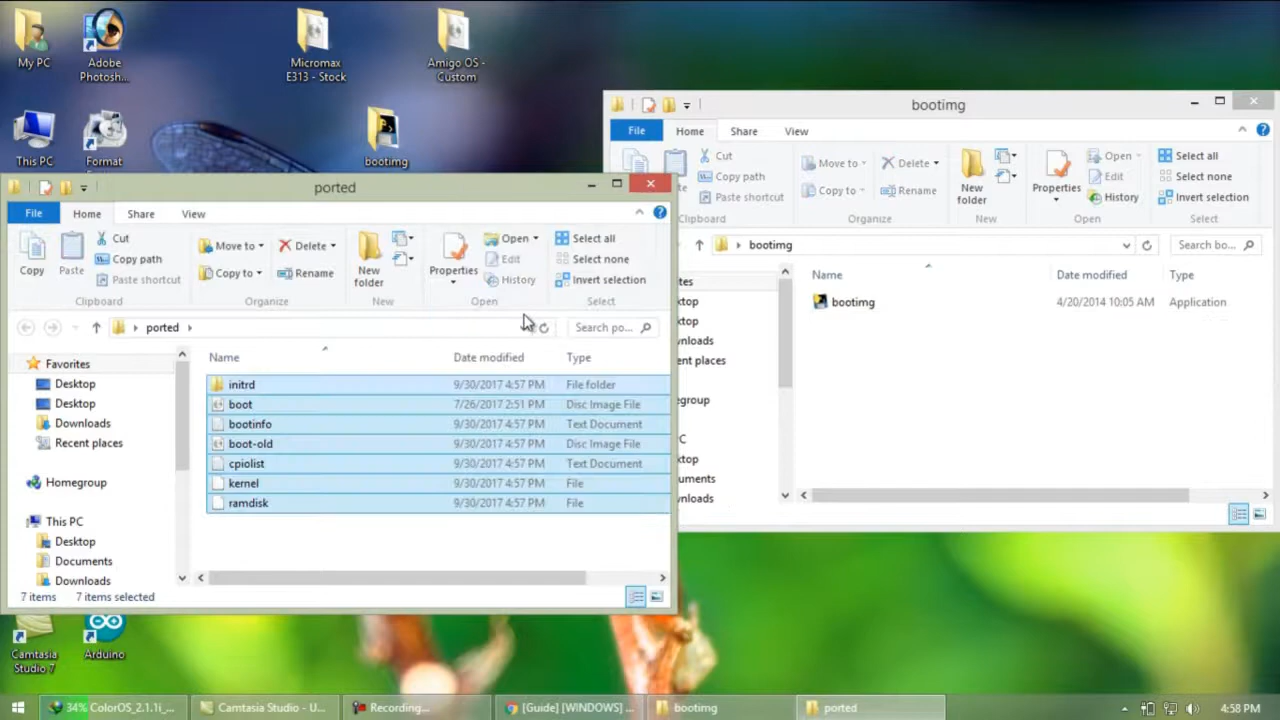 My PC
Adobe
Photosh...
Micromax
E313 - Stock
Amigo OS -
Custom
This PC
Format
bootimg
bootimg
File
Home
Share
View
Cut
Copy path
Paste shortcut
Clipboard
Move to
Copy to
Delete
Rename
Organize
New
folder
New
Properties
Open
Edit
History
Open
Select all
Select none
Invert selection
Select
bootimg
Search bo...
Name
Date modified
Type
bootimg
4/20/2014 10:05 AM
Application
ported
File
Home
Share
View
Copy
Paste
Cut
Copy path
Paste shortcut
Clipboard
Move to
Copy to
Delete
Rename
Organize
New
folder
New
Properties
Open
Edit
History
Open
Select all
Select none
Invert selection
Select
ported
Search po...
Favorites
Desktop
Desktop
Downloads
Recent places
Homegroup
This PC
Desktop
Documents
Downloads
Name
Date modified
Type
initrd 9/30/2017 4:57 PM File folder
boot 7/26/2017 2:51 PM Disc Image File
bootinfo 9/30/2017 4:57 PM Text Document
boot-old 9/30/2017 4:57 PM Disc Image File
cpiolist 9/30/2017 4:57 PM Text Document
kernel 9/30/2017 4:57 PM File
ramdisk 9/30/2017 4:57 PM File
7 items 7 items selected
Camtasia
Studio 7
Arduino
34% ColorOS_2.1.1i_...
Camtasia Studio - U...
Recording...
[Guide] [WINDOWS] ...
bootimg
ported
4:58 PM